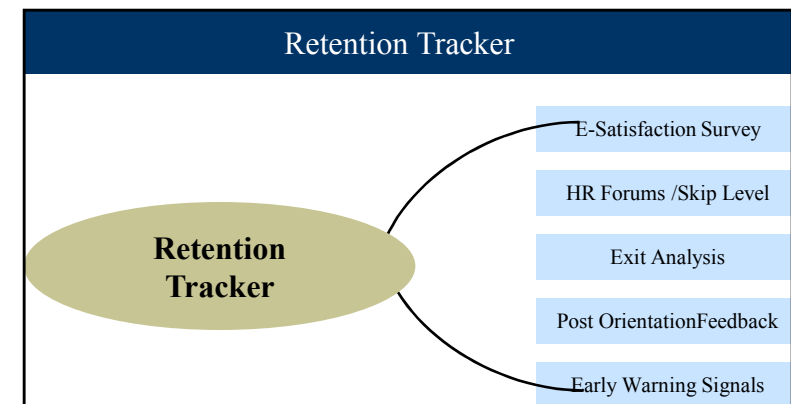 Retention Tracker
Retention
Tracker
E-Satisfaction Survey
HR Forums /Skip Level
Exit Analysis
Post OrientationFeedback
Early Warning Signals